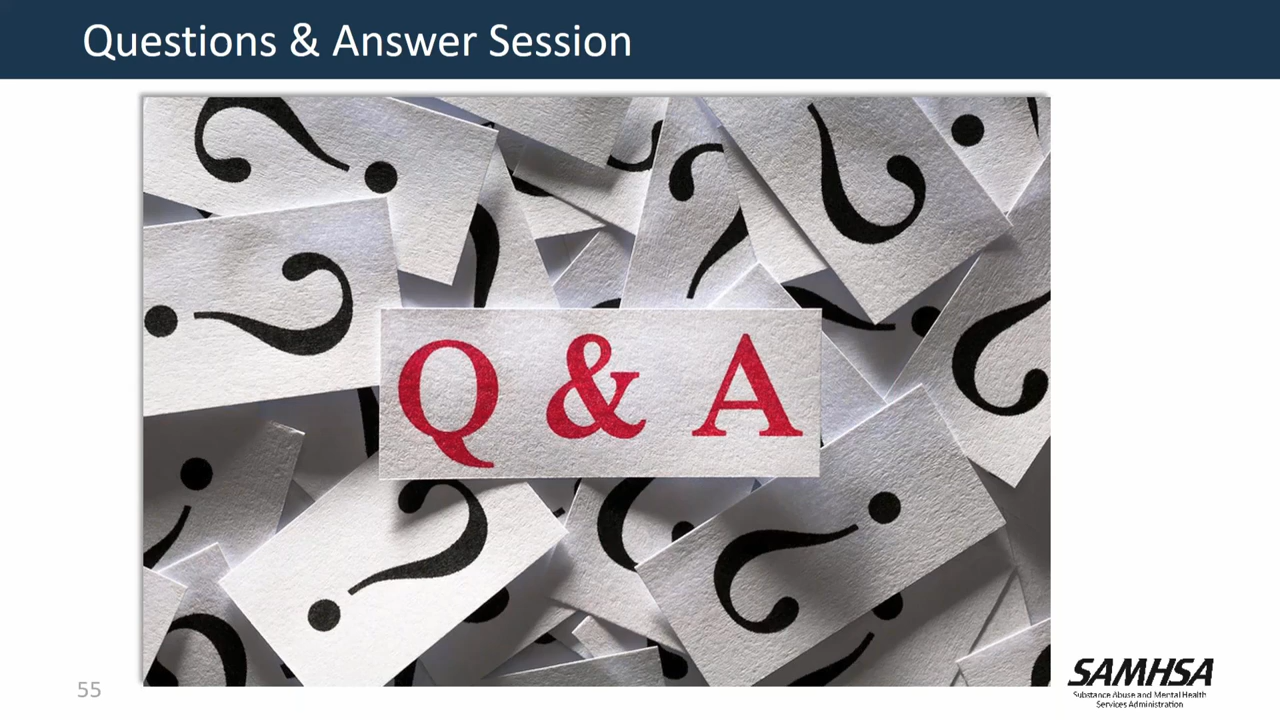 Questions & Answer Session
Q & A
55
SAMHSA
Substance Abuse and Mental Health
Services Administration